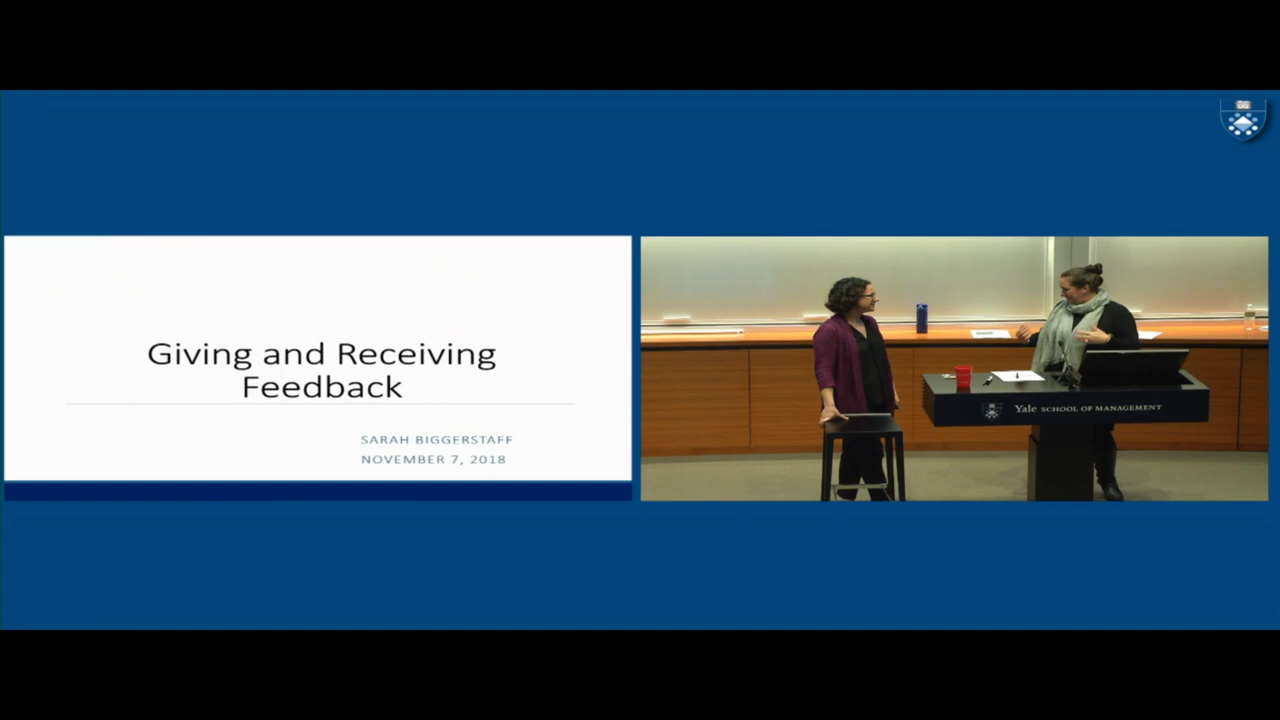 Giving and Receiving
Feedback
SARAH BIGGERSTAFF
NOVEMBER 7, 2018
Yale SCHOOL OF MANAGEMENT